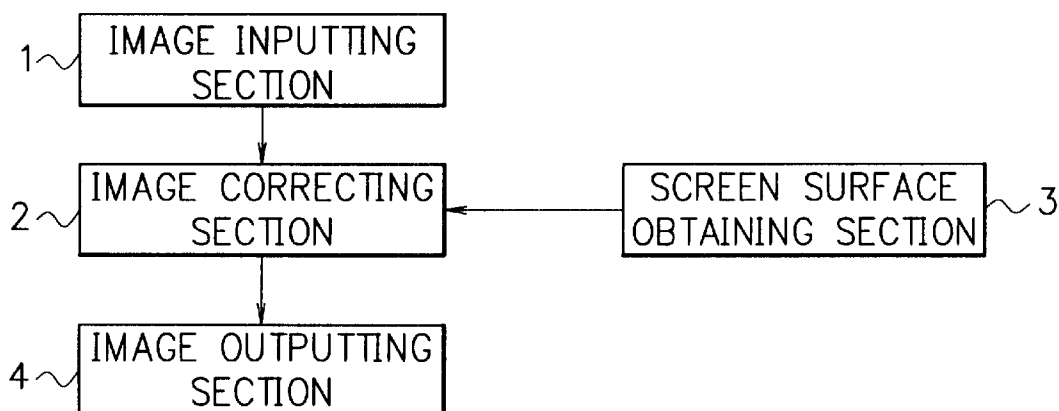 1
IMAGE INPUTTING
SECTION
2
IMAGE CORRECTING
SECTION
SCREEN SURFACE
OBTAINING SECTION
3
4
IMAGE OUTPUTTING
SECTION